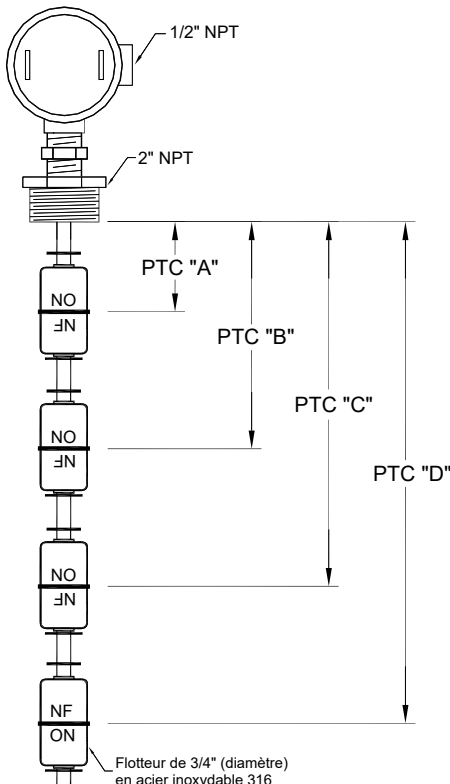 1/2" NPT
2" NPT
PTC "A"
NO
NF
PTC "B"
NO
NF
PTC "C"
PTC "D"
NO
NF
NF
NO
Flotteur de 3/4" (diamètre)
en acier inoxydable 316